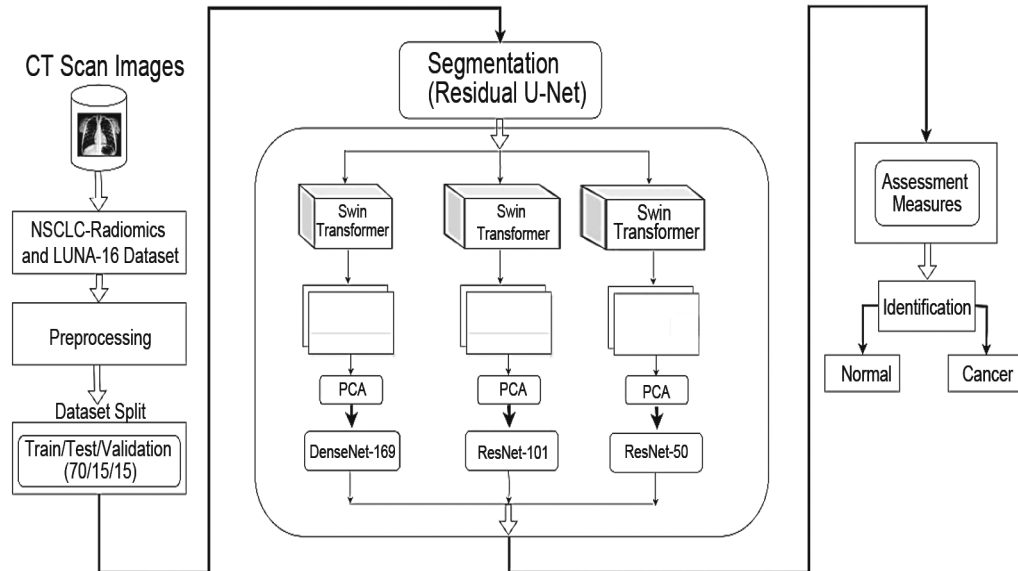 CT Scan Images
NSCLC-Radiomics
and LUNA-16 Dataset
Preprocessing
Dataset Split
Train/Test/Validation
(70/15/15)
Segmentation
(Residual U-Net)
Swin
Transformer
Swin
Transformer
Swin
Transformer
PCA
PCA
PCA
DenseNet-169
ResNet-101
ResNet-50
Assessment
Measures
Identification
Normal
Cancer